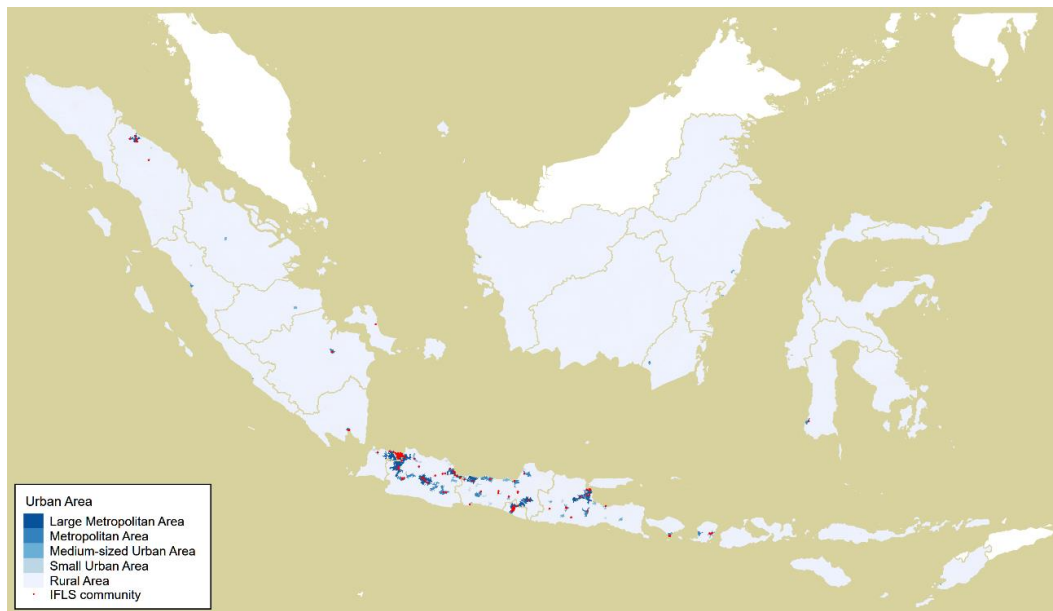 Urban Area
Large Metropolitan Area
Metropolitan Area
Medium-sized Urban Area
Small Urban Area
Rural Area
IFLS community